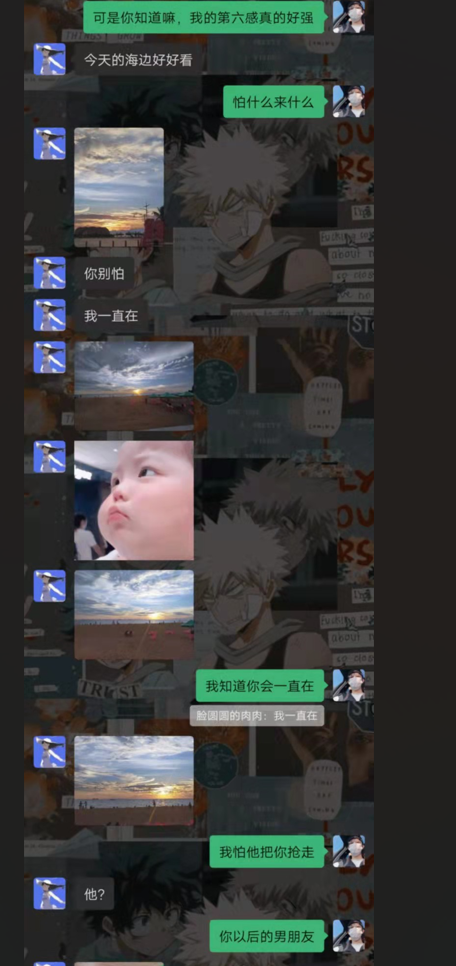 可是你知道嘛，我的第六感真的好强
今天的海边好好看
怕什么来什么
你别怕
我一直在
我知道你会一直在
脸圆圆的肉肉：我一直在
我怕他把你抢走
他？
你以后的男朋友
TRUST